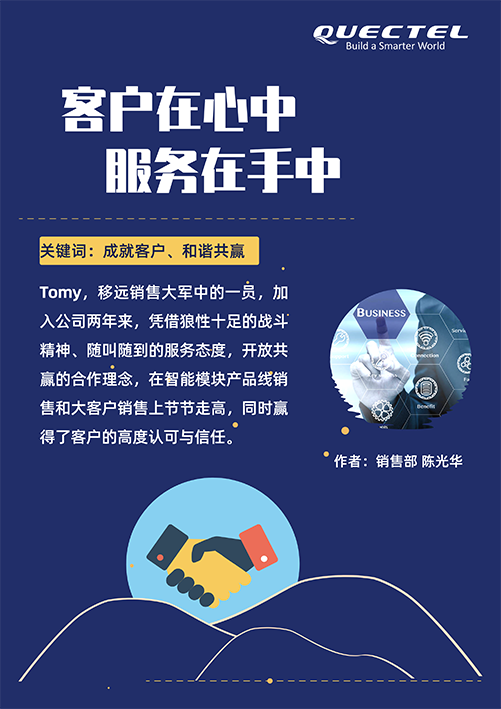 QUECTEL
Build a Smarter World
客户在心中
服务在手中
关键词：成就客户、和谐共赢
Tomy，移远销售大军中的一员，加
入公司两年来，凭借狼性十足的战斗
精神、随叫随到的服务态度，开放共
赢的合作理念，在智能模块产品线销
售和大客户销售上节节走高，同时赢
得了客户的高度认可与信任。
BUSINESS
Benefit
作者：销售部 陈光华